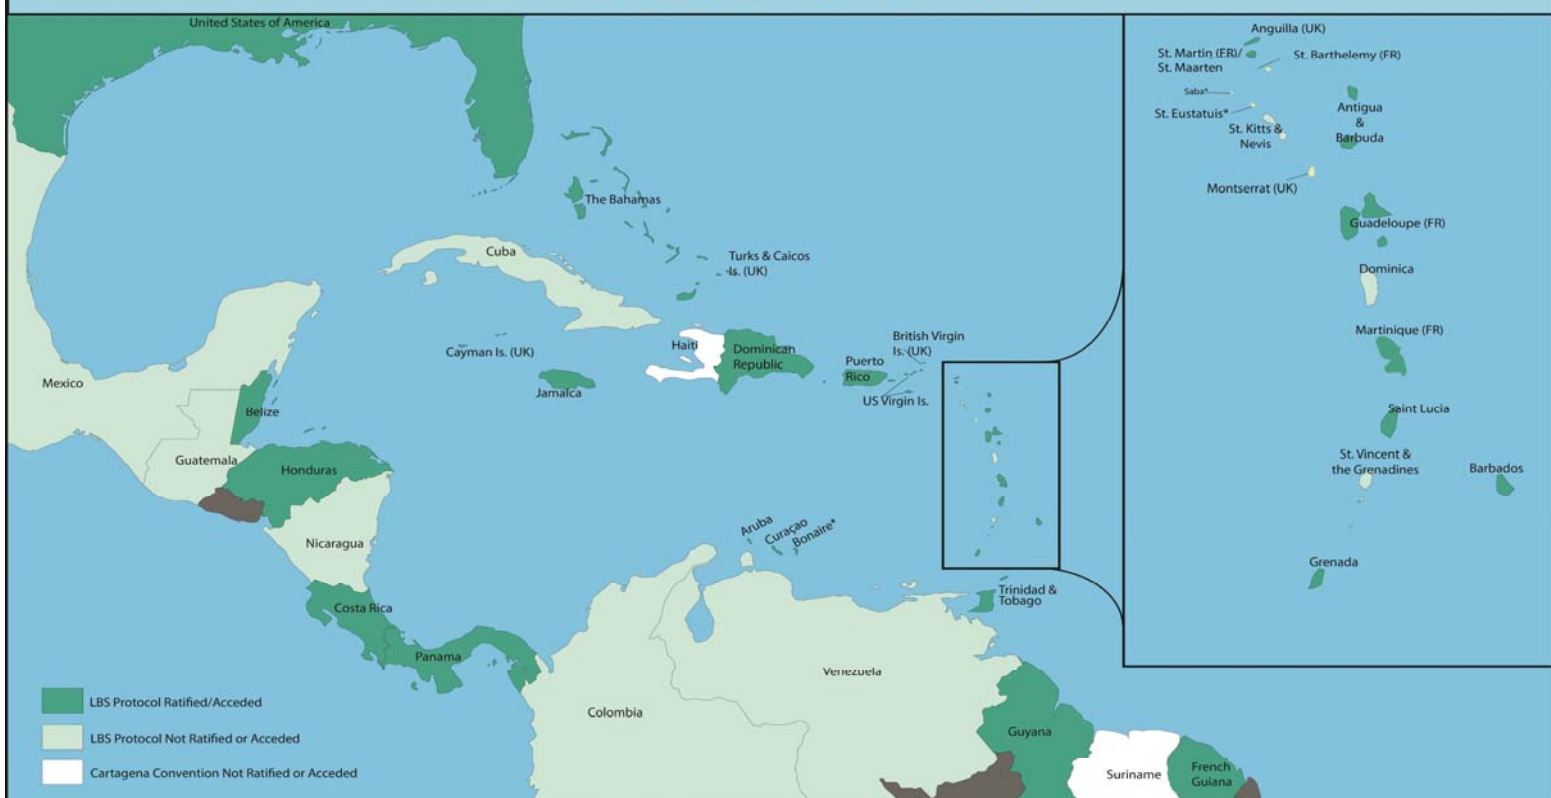 United States of America
The Bahamas
Cuba
Turks & Caicos
Is. (UK)
Cayman Is. (UK)
Haiti
Dominican
Republic
Jamaica
Puerto
Rico
British Virgin
Is. (UK)
US Virgin Is.
Mexico
Belize
Guatemala
Honduras
Nicaragua
Costa Rica
Panama
Aruba
Curaçao
Bonaire*
Trinidad &
Tobago
Venezuela
Colombia
Guyana
Suriname
French
Guiana
LBS Protocol Ratified/Acceded
LBS Protocol Not Ratified or Acceded
Cartagena Convention Not Ratified or Acceded
Anguilla (UK)
St. Martin (FR)/
St. Maarten
St. Barthelemy (FR)
Saba*
St. Eustatuis*
St. Kitts &
Nevis
Antigua
&
Barbuda
Montserrat (UK)
Guadeloupe (FR)
Dominica
Martinique (FR)
Saint Lucia
St. Vincent &
the Grenadines
Barbados
Grenada